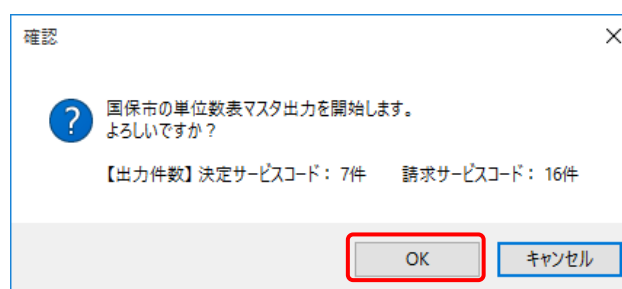 確認
国保市の単位数表マスタ出力を開始します。
よろしいですか？
【出力件数】決定サービスコード： 7件 請求サービスコード： 16件
OK キャンセル